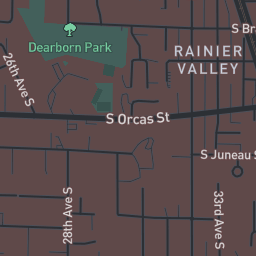 S Br
Dearborn Park
RAINIER
VALLEY
26th Ave S
S Orcas St
S Juneau S
28th Ave S
33rd Ave S